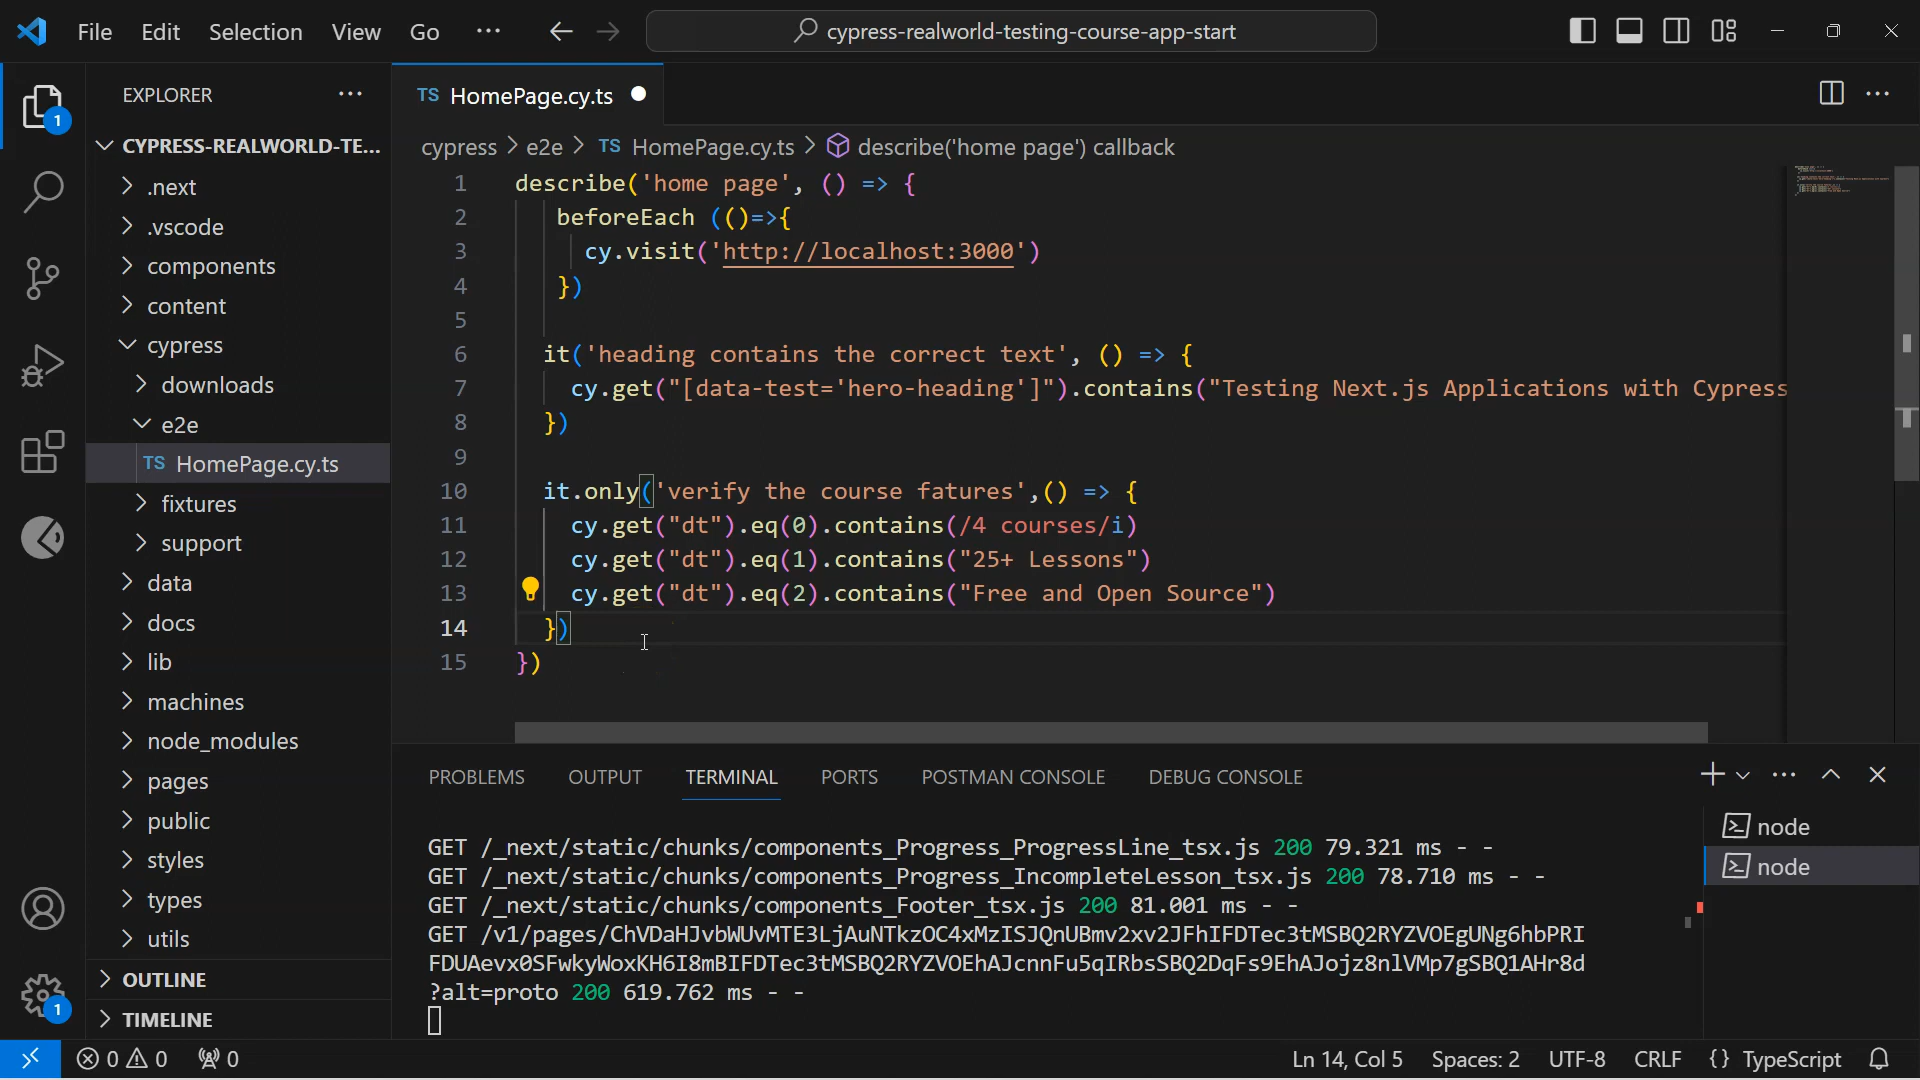 File Edit Selection View Go ··· cypress-realworld-testing-course-app-start
EXPLORER ···
1
CYPRESS-REALWORLD-TE...
.next
.vscode
components
content
cypress
downloads
e2e
TS HomePage.cy.ts
fixtures
support
data
docs
lib
machines
node_modules
pages
public
styles
types
utils
OUTLINE
TIMELINE
1
TS HomePage.cy.ts
cypress > e2e > TS HomePage.cy.ts > describe('home page') callback
1 describe('home page', () => {
2 beforeEach (()=>{
3 cy.visit('http://localhost:3000')
4 })
5
6 it('heading contains the correct text', () => {
7 cy.get("[data-test='hero-heading']").contains("Testing Next.js Applications with Cypress
8 })
9
10 it.only('verify the course fatures',() => {
11 cy.get("dt").eq(0).contains(/4 courses/i)
12 cy.get("dt").eq(1).contains("25+ Lessons")
13 cy.get("dt").eq(2).contains("Free and Open Source")
14 })
15 })
PROBLEMS OUTPUT TERMINAL PORTS POSTMAN CONSOLE DEBUG CONSOLE
GET /_next/static/chunks/components_Progress_ProgressLine_tsx.js 200 79.321 ms - -
GET /_next/static/chunks/components_Progress_IncompleteLesson_tsx.js 200 78.710 ms - -
GET /_next/static/chunks/components_Footer_tsx.js 200 81.001 ms - -
GET /v1/pages/ChVDaHJvbWUvMTE3LjAuNTkzOC4xMzISJQnUBmv2xv2JFhIFDTec3tMSBQ2RYZVOEgUNg6hbPRI
FDUAevx0SFwkyWoxKH6I8mBIFDTec3tMSBQ2RYZVOEhAJcnnFu5qIRbsSBQ2DqFs9EhAJojz8nlVMp7gSBQ1AHr8d
?alt=proto 200 619.762 ms - -
node
node
0 0 0 Ln 14, Col 5 Spaces: 2 UTF-8 CRLF {} TypeScript